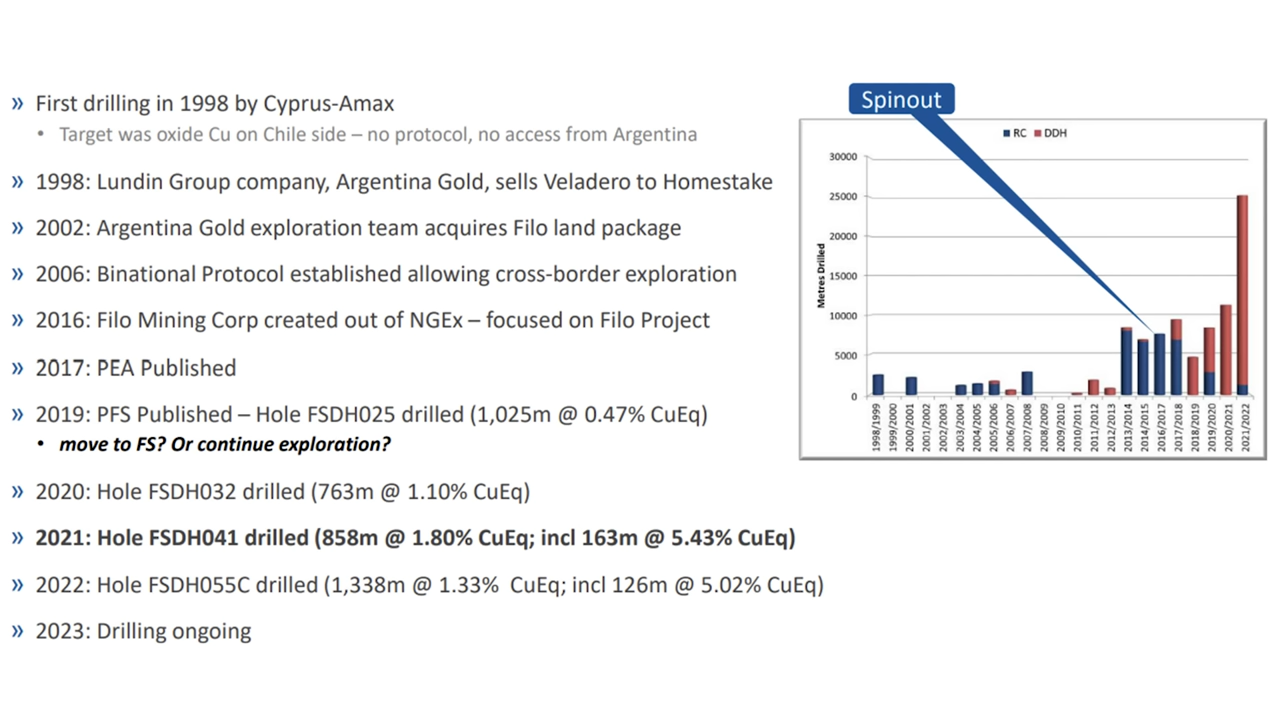 » First drilling in 1998 by Cyprus-Amax
• Target was oxide Cu on Chile side – no protocol, no access from Argentina
» 1998: Lundin Group company, Argentina Gold, sells Veladero to Homestake
» 2002: Argentina Gold exploration team acquires Filo land package
» 2006: Binational Protocol established allowing cross-border exploration
» 2016: Filo Mining Corp created out of NGEx – focused on Filo Project
» 2017: PEA Published
» 2019: PFS Published – Hole FSDH025 drilled (1,025m @ 0.47% CuEq)
• move to FS? Or continue exploration?
» 2020: Hole FSDH032 drilled (763m @ 1.10% CuEq)
» 2021: Hole FSDH041 drilled (858m @ 1.80% CuEq; incl 163m @ 5.43% CuEq)
» 2022: Hole FSDH055C drilled (1,338m @ 1.33% CuEq; incl 126m @ 5.02% CuEq)
» 2023: Drilling ongoing
Spinout
RC DDH
Metres Drilled
30000
25000
20000
15000
10000
5000
0
1998/1999
1999/2000
2000/2001
2001/2002
2002/2003
2003/2004
2004/2005
2005/2006
2006/2007
2007/2008
2008/2009
2009/2010
2010/2011
2011/2012
2012/2013
2013/2014
2014/2015
2016/2017
2017/2018
2018/2019
2019/2020
2020/2021
2021/2022